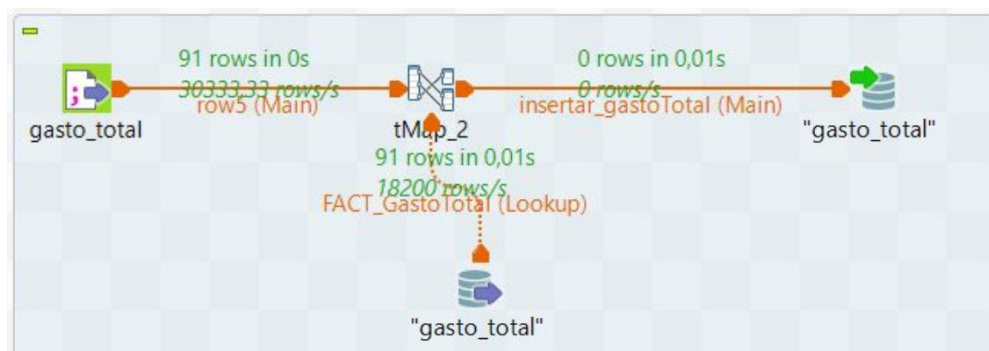 91 rows in 0s
30333,33 rows/s
row5 (Main)
gasto_total
tMap_2
0 rows in 0,01s
0 rows/s
insertar_gastoTotal (Main)
"gasto_total"
91 rows in 0,01s
18200 rows/s
FACT_GastoTotal (Lookup)
"gasto_total"